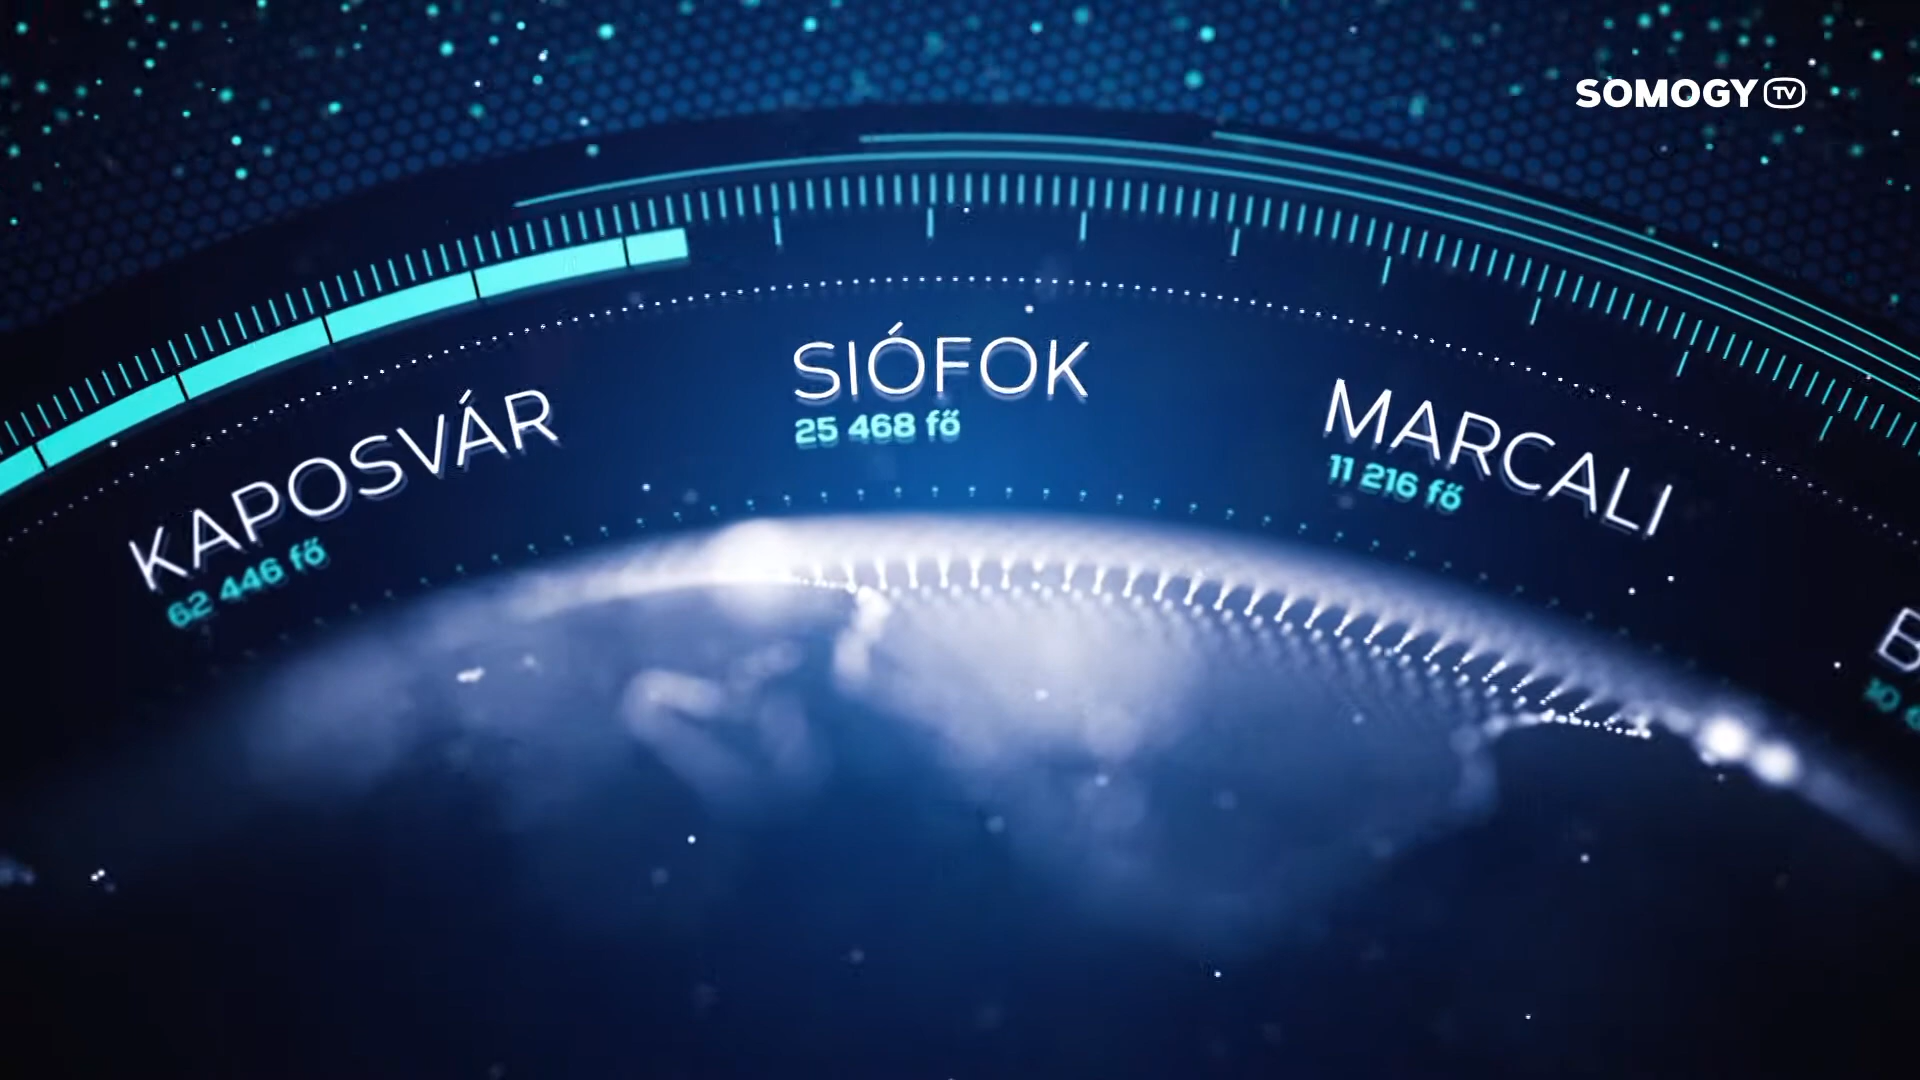 SOMOGY TV
KAPOSVÁR
62 446 fő
SIÓFOK
25 468 fő
MARCALI
11 216 fő